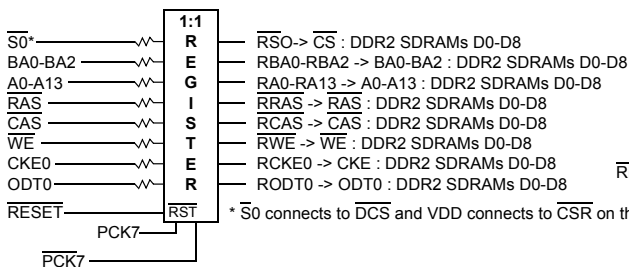 1:1
S0* R RSO-> CS : DDR2 SDRAMs D0-D8
BA0-BA2 E RBA0-RBA2 -> BA0-BA2 : DDR2 SDRAMs D0-D8
A0-A13 G RA0-RA13 -> A0-A13 : DDR2 SDRAMs D0-D8
RAS I RRAS -> RAS : DDR2 SDRAMs D0-D8
CAS S RCAS -> CAS : DDR2 SDRAMs D0-D8
WE T RWE -> WE : DDR2 SDRAMs D0-D8
CKE0 E RCKE0 -> CKE : DDR2 SDRAMs D0-D8
ODT0 R RODT0 -> ODT0 : DDR2 SDRAMs D0-D8
RESET RST * S0 connects to DCS and VDD connects to CSR on
PCK7
PCK7